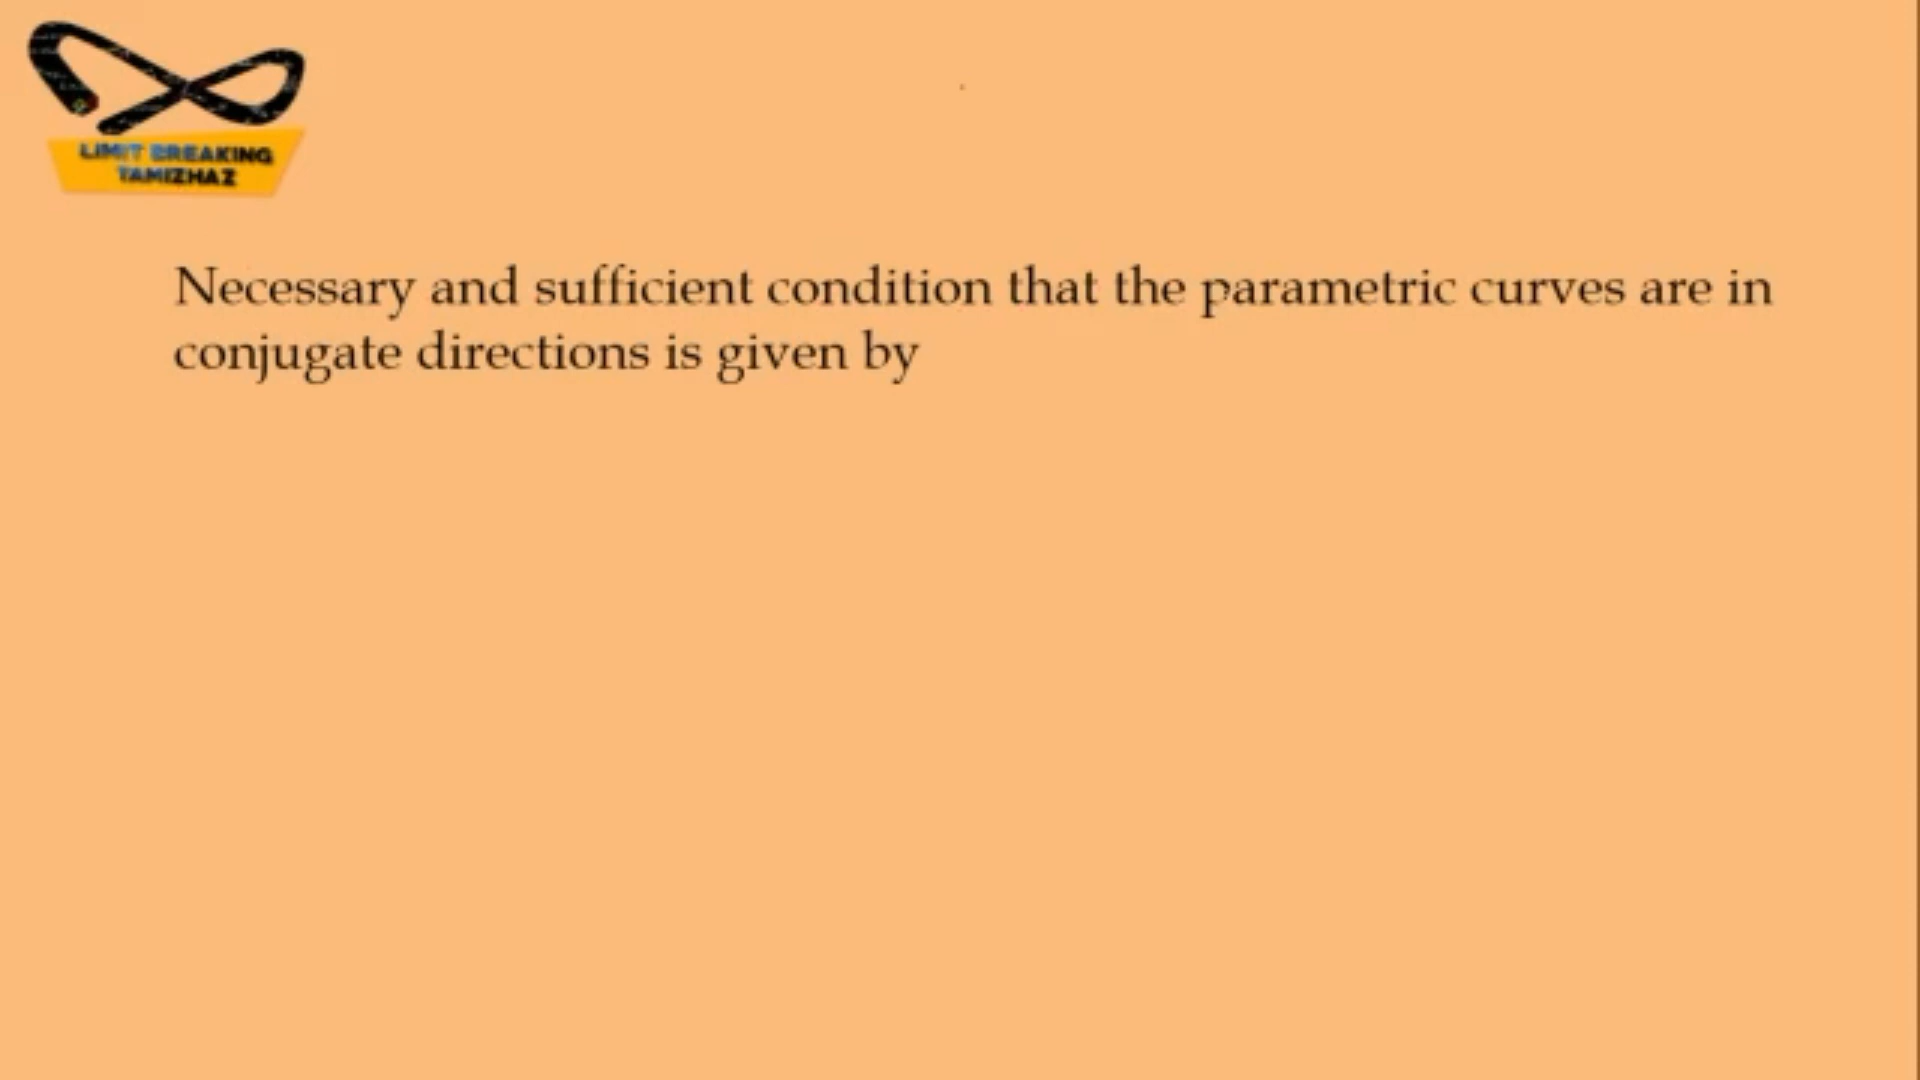 LIMIT BREAKING
TAMIZHAZ
Necessary and sufficient condition that the parametric curves are in
conjugate directions is given by